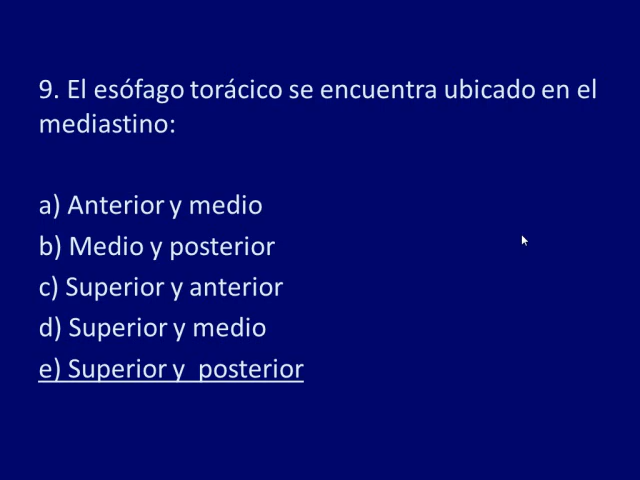 9. El esófago torácico se encuentra ubicado en el
mediastino:
a) Anterior y medio
b) Medio y posterior
c) Superior y anterior
d) Superior y medio
e) Superior y  posterior